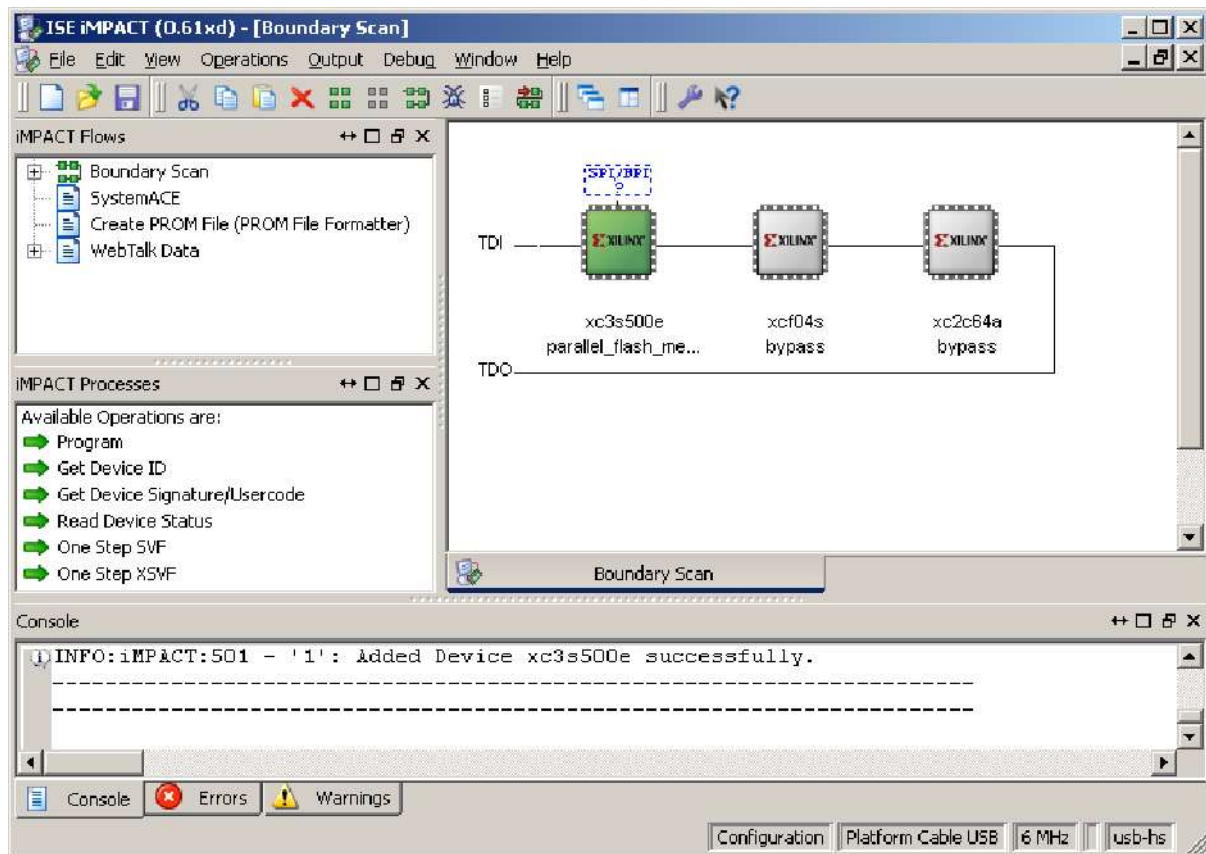 ISE iMPACT (O.61xd) - [Boundary Scan]
File Edit View Operations Output Debug Window Help
iMPACT Flows
Boundary Scan
SystemACE
Create PROM File (PROM File Formatter)
WebTalk Data
iMPACT Processes
Available Operations are:
Program
Get Device ID
Get Device Signature/Usercode
Read Device Status
One Step SVF
One Step XSVF
SPI/BPI
?
TDI
XILINX XILINX XILINX
xc3s500e xcf04s xc2c64a
parallel_flash_me... bypass bypass
TDO
Boundary Scan
Console
INFO:iMPACT:501 - '1': Added Device xc3s500e successfully.
----------------------------------------------------------------------
----------------------------------------------------------------------
Console Errors Warnings
Configuration Platform Cable USB 6 MHz usb-hs